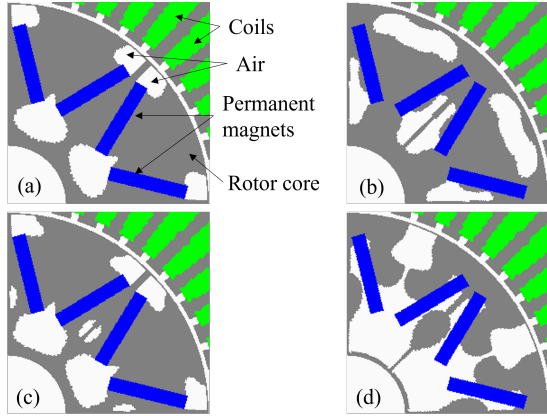 Coils
Air
Permanent
magnets
Rotor core
(a)
(b)
(c)
(d)